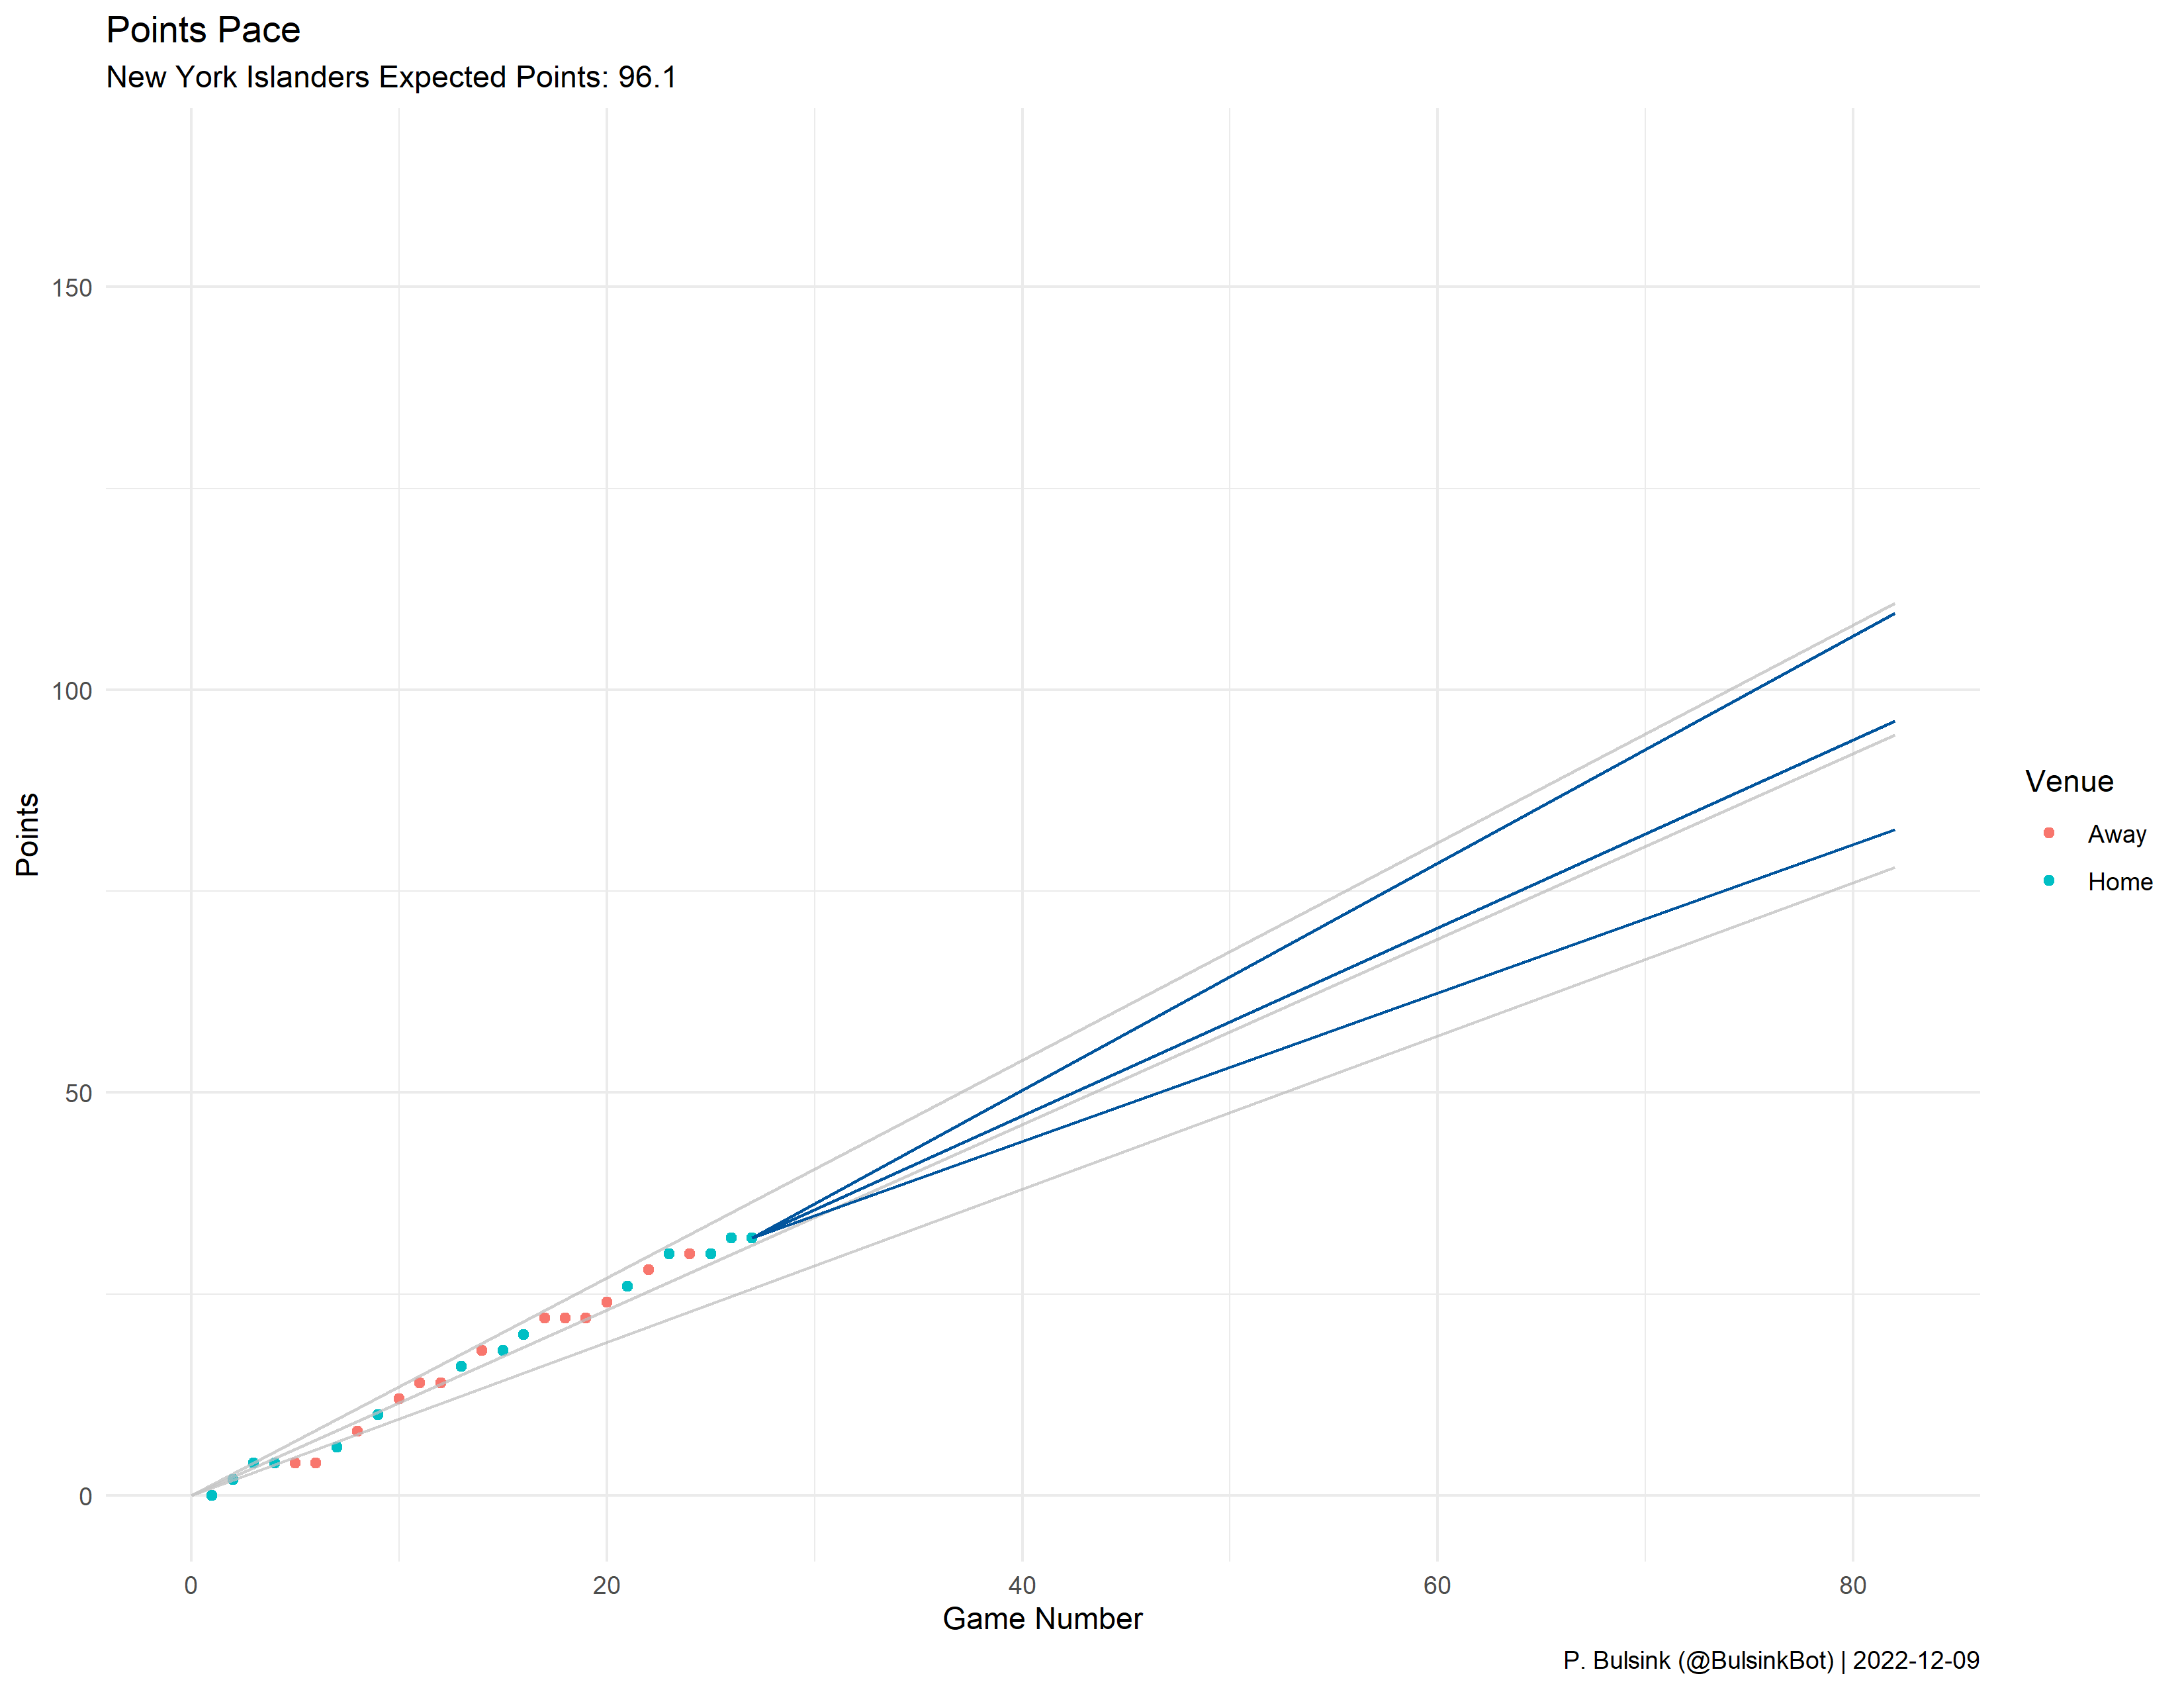 Points Pace
New York Islanders Expected Points: 96.1
150
100
50
0
Points
0 20 40 60 80
Game Number
Venue
Away
Home
P. Bulsink (@BulsinkBot) | 2022-12-09